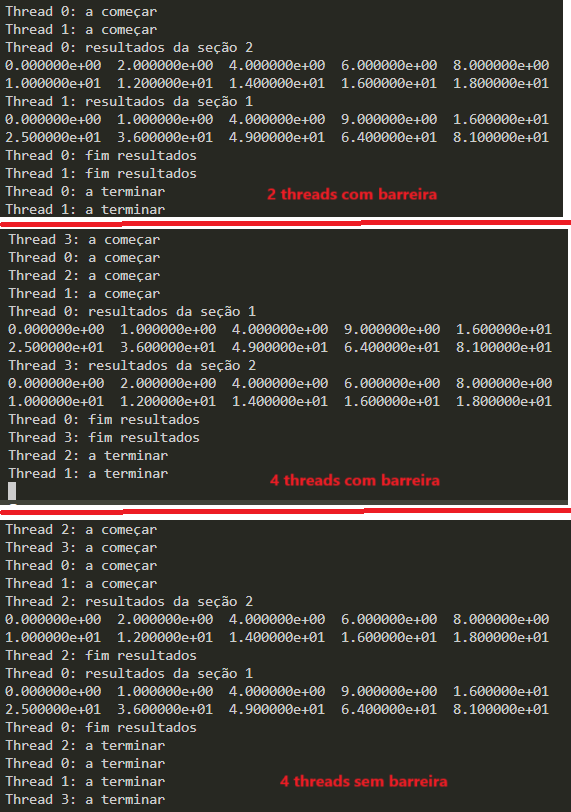 Thread 0: a começar
Thread 1: a começar
Thread 0: resultados da seção 2
0.000000e+00  2.000000e+00  4.000000e+00  6.000000e+00  8.000000e+00
1.000000e+01  1.200000e+01  1.400000e+01  1.600000e+01  1.800000e+01
Thread 1: resultados da seção 1
0.000000e+00  1.000000e+00  4.000000e+00  9.000000e+00  1.600000e+01
2.500000e+01  3.600000e+01  4.900000e+01  6.400000e+01  8.100000e+01
Thread 0: fim resultados
Thread 1: fim resultados
Thread 0: a terminar
2 threads com barreira
Thread 1: a terminar
Thread 3: a começar
Thread 0: a começar
Thread 2: a começar
Thread 1: a começar
Thread 0: resultados da seção 1
0.000000e+00  1.000000e+00  4.000000e+00  9.000000e+00  1.600000e+01
2.500000e+01  3.600000e+01  4.900000e+01  6.400000e+01  8.100000e+01
Thread 3: resultados da seção 2
0.000000e+00  2.000000e+00  4.000000e+00  6.000000e+00  8.000000e+00
1.000000e+01  1.200000e+01  1.400000e+01  1.600000e+01  1.800000e+01
Thread 0: fim resultados
Thread 3: fim resultados
Thread 2: a terminar
Thread 1: a terminar
4 threads com barreira
Thread 2: a começar
Thread 3: a começar
Thread 0: a começar
Thread 1: a começar
Thread 2: resultados da seção 2
0.000000e+00  2.000000e+00  4.000000e+00  6.000000e+00  8.000000e+00
1.000000e+01  1.200000e+01  1.400000e+01  1.600000e+01  1.800000e+01
Thread 2: fim resultados
Thread 0: resultados da seção 1
0.000000e+00  1.000000e+00  4.000000e+00  9.000000e+00  1.600000e+01
2.500000e+01  3.600000e+01  4.900000e+01  6.400000e+01  8.100000e+01
Thread 0: fim resultados
Thread 2: a terminar
Thread 0: a terminar
Thread 1: a terminar
4 threads sem barreira
Thread 3: a terminar